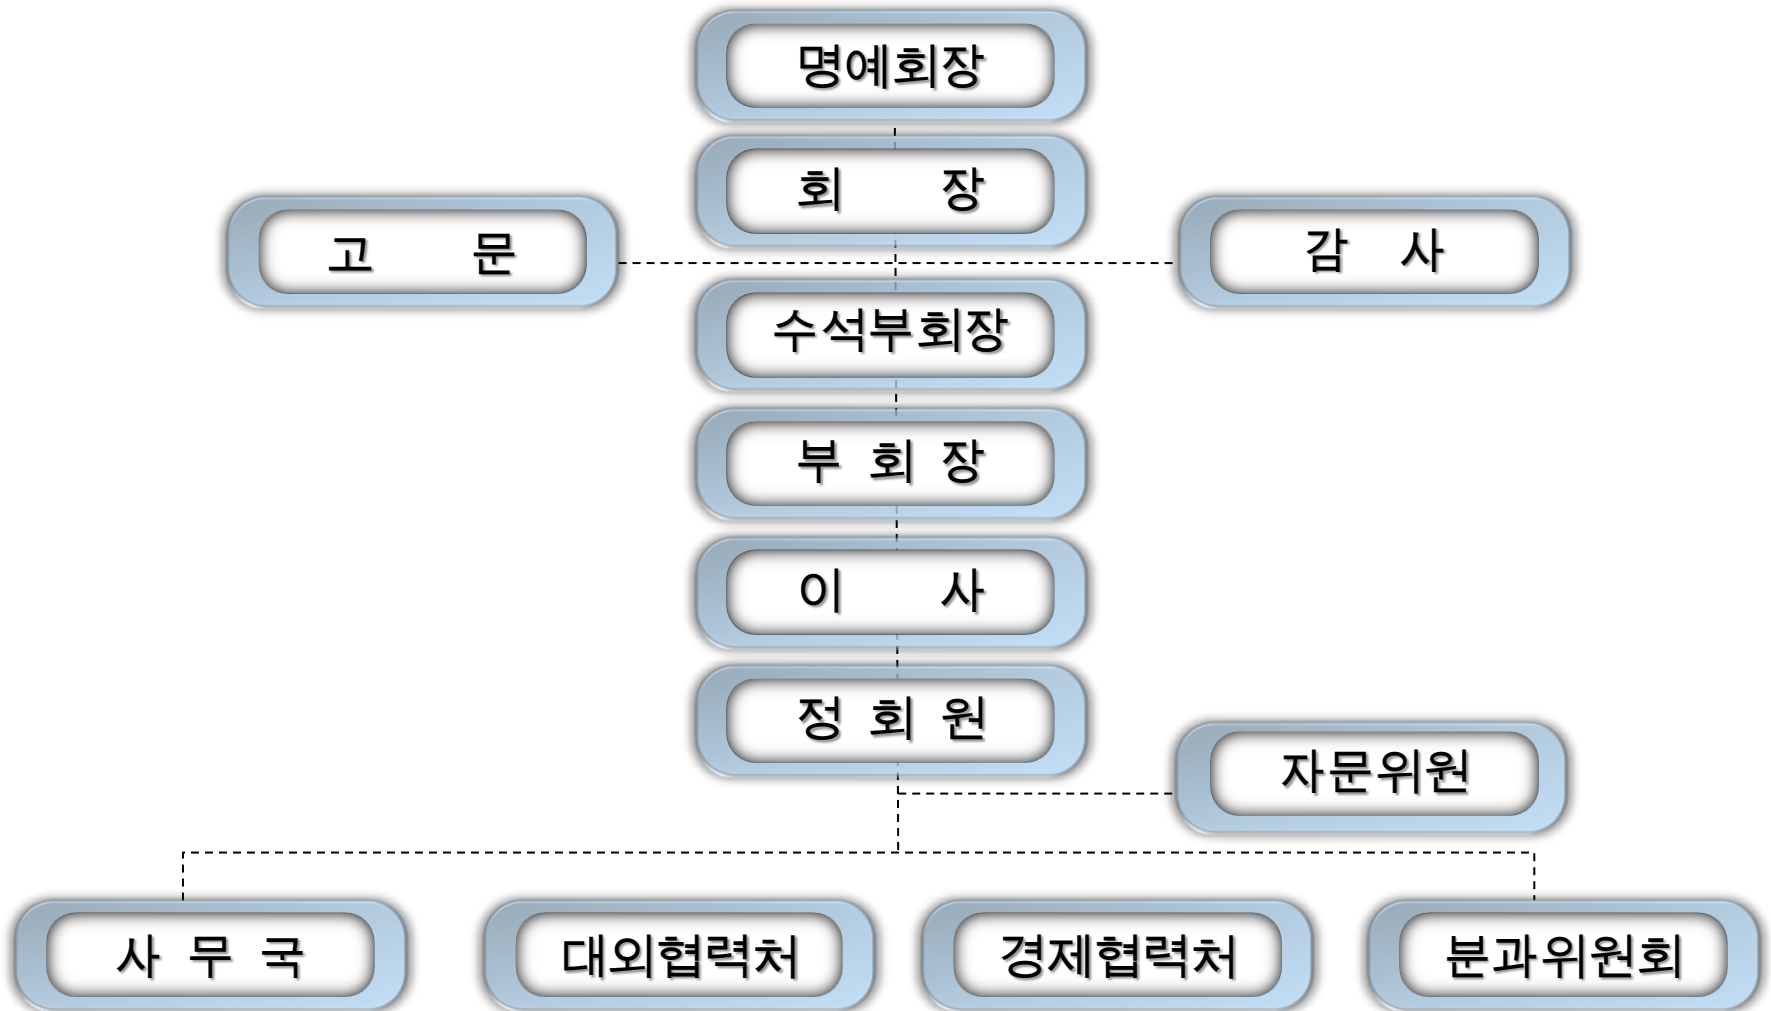 명예회장
회 장
고 문
감 사
수석부회장
부 회 장
이 사
정 회 원
자문위원
사 무 국
대외협력처
경제협력처
분과위원회